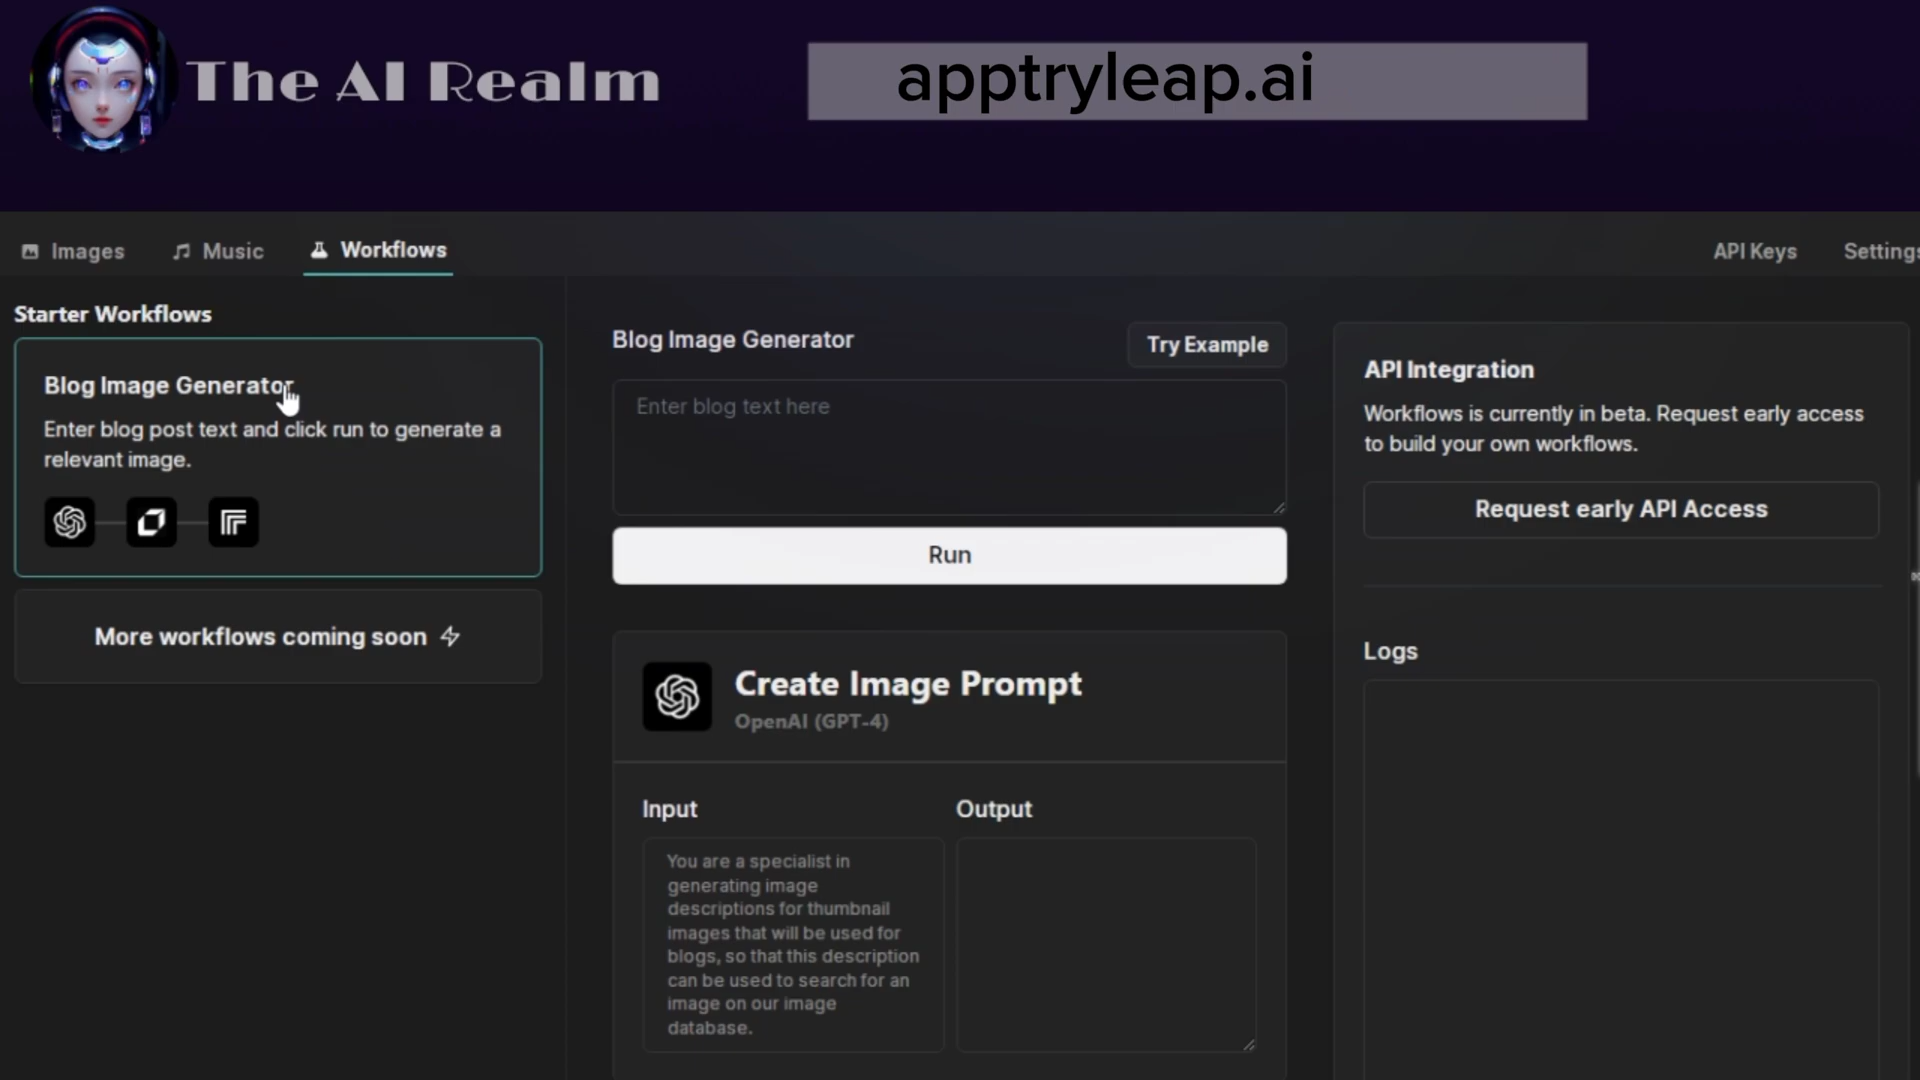 The AI Realm
apptryleap.ai
Images
Music
Workflows
API Keys
Settings
Starter Workflows
Blog Image Generator
Enter blog post text and click run to generate a
relevant image.
More workflows coming soon
Blog Image Generator
Try Example
Enter blog text here
Run
Create Image Prompt
OpenAI (GPT-4)
Input
Output
You are a specialist in
generating image
descriptions for thumbnail
images that will be used for
blogs, so that this description
can be used to search for an
image on our image
database.
API Integration
Workflows is currently in beta. Request early access
to build your own workflows.
Request early API Access
Logs